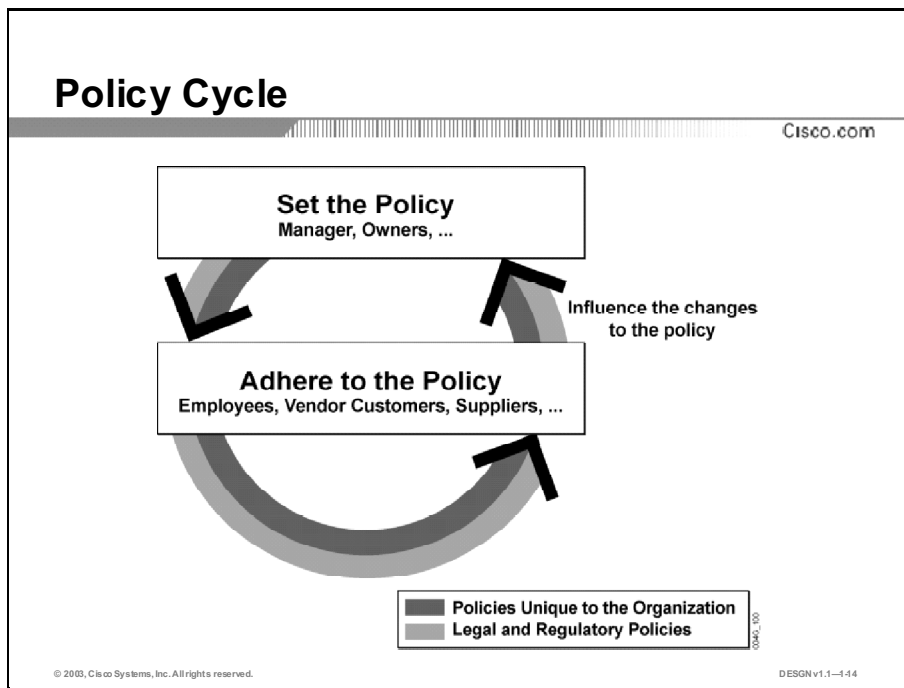 Policy Cycle
Cisco.com
Set the Policy
Manager, Owners, ...
Influence the changes
to the policy
Adhere to the Policy
Employees, Vendor Customers, Suppliers, ...
Policies Unique to the Organization
Legal and Regulatory Policies
© 2003, Cisco Systems, Inc. All rights reserved.
DESGN v1.1—1-14